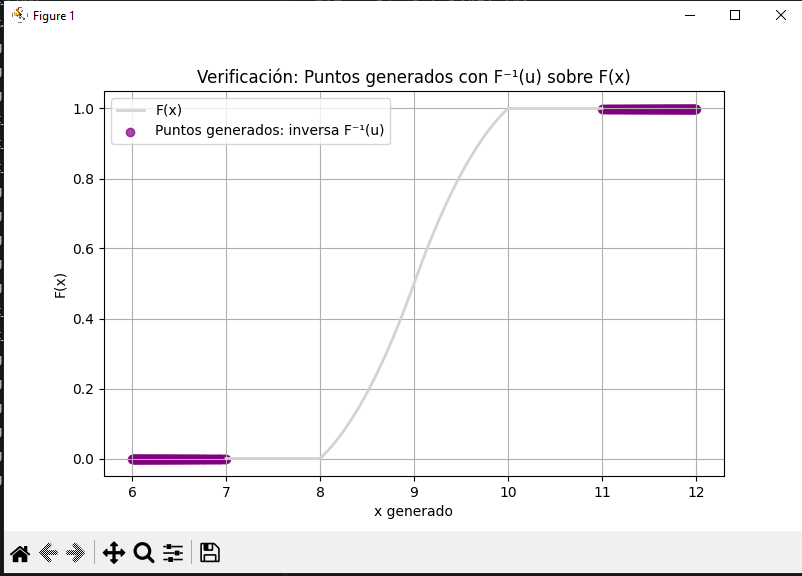 Figure 1
Verificación: Puntos generados con F⁻¹(u) sobre F(x)
F(x)
Puntos generados: inversa F⁻¹(u)
1.0
0.8
0.6
0.4
0.2
0.0
F(x)
6 7 8 9 10 11 12
x generado